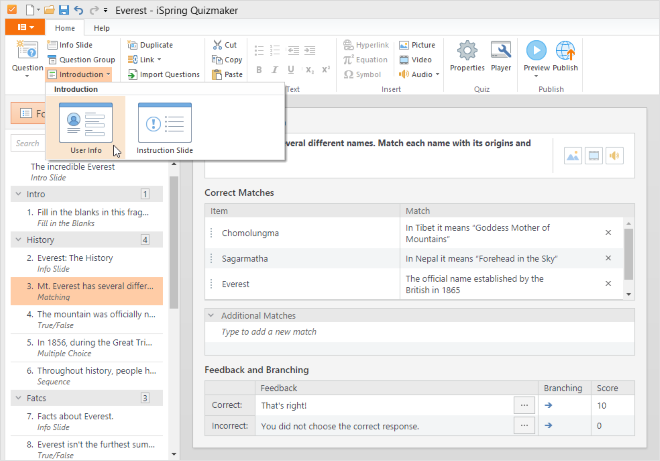 Everest - iSpring Quizmaker
Home
Help
Question
Info Slide
Question Group
Introduction
Duplicate
Link
Import Questions
Cut
Copy
Paste
B I U X₂ X²
Text
Hyperlink
Equation
Symbol
Picture
Video
Audio
Insert
Properties
Player
Quiz
Preview
Publish
Publish
Introduction
User Info
Instruction Slide
Search
The incredible Everest
Intro Slide
Intro 1
1. Fill in the blanks in this frag...
Fill in the Blanks
History 4
2. Everest: The History
Info Slide
3. Mt. Everest has several differ...
Matching
4. The mountain was officially n...
True/False
5. In 1856, during the Great Tri...
Multiple Choice
6. Throughout history, people h...
Sequence
Fatcs 3
7. Facts about Everest.
Info Slide
8. Everest isn't the furthest sum...
True/False
several different names. Match each name with its origins and
Correct Matches
Item Match
Chomolungma
In Tibet it means "Goddess Mother of
Mountains"
Sagarmatha
In Nepal it means "Forehead in the Sky"
Everest
The official name established by the
British in 1865
Additional Matches
Type to add a new match
Feedback and Branching
Feedback Branching Score
Correct: That's right! ... 10
Incorrect: You did not choose the correct response. ... 0